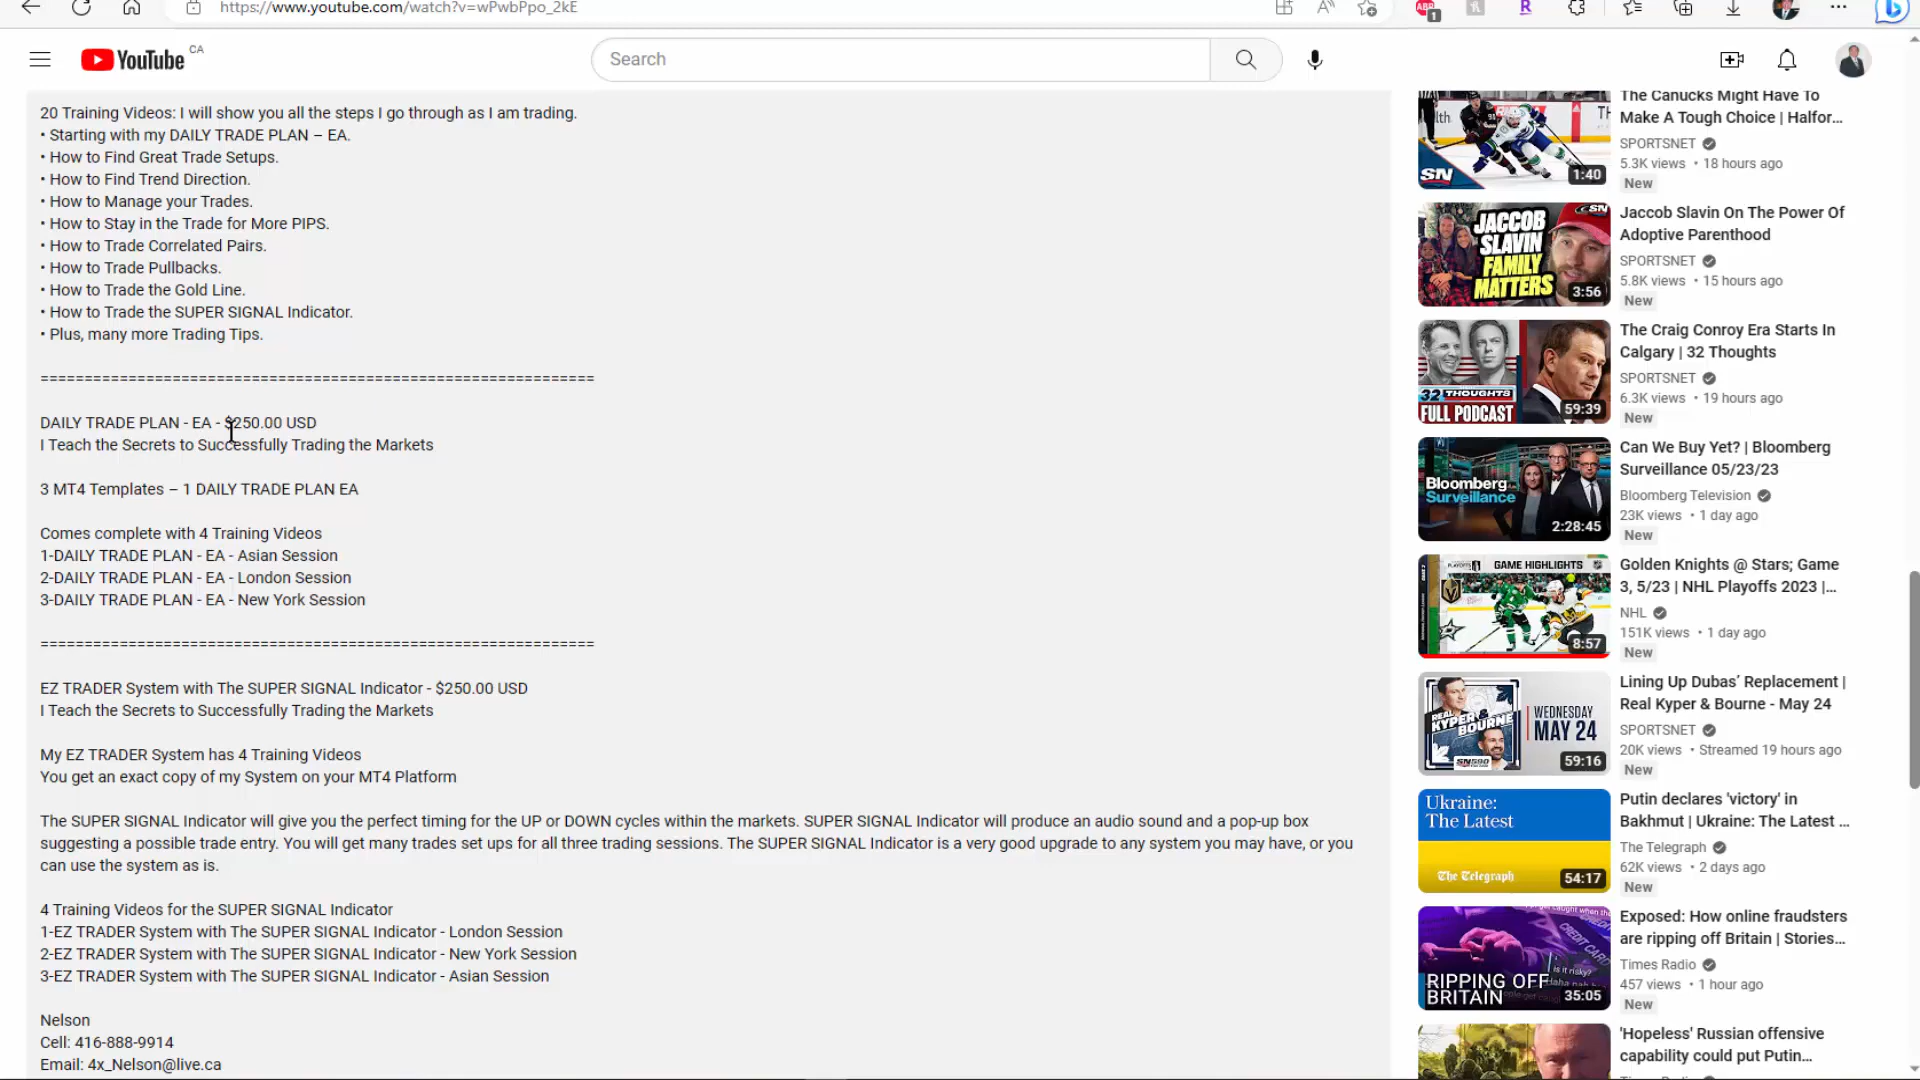 https://www.youtube.com/watch?v=wPwbPpo_2kE
1
YouTube CA
Search
20 Training Videos: I will show you all the steps I go through as I am trading.
• Starting with my DAILY TRADE PLAN – EA.
• How to Find Great Trade Setups.
• How to Find Trend Direction.
• How to Manage your Trades.
• How to Stay in the Trade for More PIPS.
• How to Trade Correlated Pairs.
• How to Trade Pullbacks.
• How to Trade the Gold Line.
• How to Trade the SUPER SIGNAL Indicator.
• Plus, many more Trading Tips.
===============================================================
DAILY TRADE PLAN - EA - $250.00 USD
I Teach the Secrets to Successfully Trading the Markets
3 MT4 Templates – 1 DAILY TRADE PLAN EA
Comes complete with 4 Training Videos
1-DAILY TRADE PLAN - EA - Asian Session
2-DAILY TRADE PLAN - EA - London Session
3-DAILY TRADE PLAN - EA - New York Session
===============================================================
EZ TRADER System with The SUPER SIGNAL Indicator - $250.00 USD
I Teach the Secrets to Successfully Trading the Markets
My EZ TRADER System has 4 Training Videos
You get an exact copy of my System on your MT4 Platform
The SUPER SIGNAL Indicator will give you the perfect timing for the UP or DOWN cycles within the markets. SUPER SIGNAL Indicator will produce an audio sound and a pop-up box
suggesting a possible trade entry. You will get many trades set ups for all three trading sessions. The SUPER SIGNAL Indicator is a very good upgrade to any system you may have, or you
can use the system as is.
4 Training Videos for the SUPER SIGNAL Indicator
1-EZ TRADER System with The SUPER SIGNAL Indicator - London Session
2-EZ TRADER System with The SUPER SIGNAL Indicator - New York Session
3-EZ TRADER System with The SUPER SIGNAL Indicator - Asian Session
Nelson
Cell: 416-888-9914
Email: 4x_Nelson@live.ca
SN
1:40
The Canucks Might Have To
Make A Tough Choice | Halfor...
SPORTSNET
5.3K views • 18 hours ago
New
JACCOB
SLAVIN
FAMILY
MATTERS
SN
3:56
Jaccob Slavin On The Power Of
Adoptive Parenthood
SPORTSNET
5.8K views • 15 hours ago
New
32 THOUGHTS
FULL PODCAST
59:39
The Craig Conroy Era Starts In
Calgary | 32 Thoughts
SPORTSNET
6.3K views • 19 hours ago
New
Bloomberg
Surveillance
2:28:45
Can We Buy Yet? | Bloomberg
Surveillance 05/23/23
Bloomberg Television
23K views • 1 day ago
New
GAME HIGHLIGHTS
8:57
Golden Knights @ Stars; Game
3, 5/23 | NHL Playoffs 2023 |...
NHL
151K views • 1 day ago
New
REAL
KYPER &
BOURNE
SN590
WEDNESDAY
MAY 24
59:16
Lining Up Dubas’ Replacement |
Real Kyper & Bourne - May 24
SPORTSNET
20K views • Streamed 19 hours ago
New
Ukraine:
The Latest
The Telegraph
54:17
Putin declares 'victory' in
Bakhmut | Ukraine: The Latest ...
The Telegraph
62K views • 2 days ago
New
CREDIT CARD
is it risky?
RIPPING OFF
BRITAIN
35:05
Exposed: How online fraudsters
are ripping off Britain | Stories...
Times Radio
457 views • 1 hour ago
New
'Hopeless' Russian offensive
capability could put Putin...